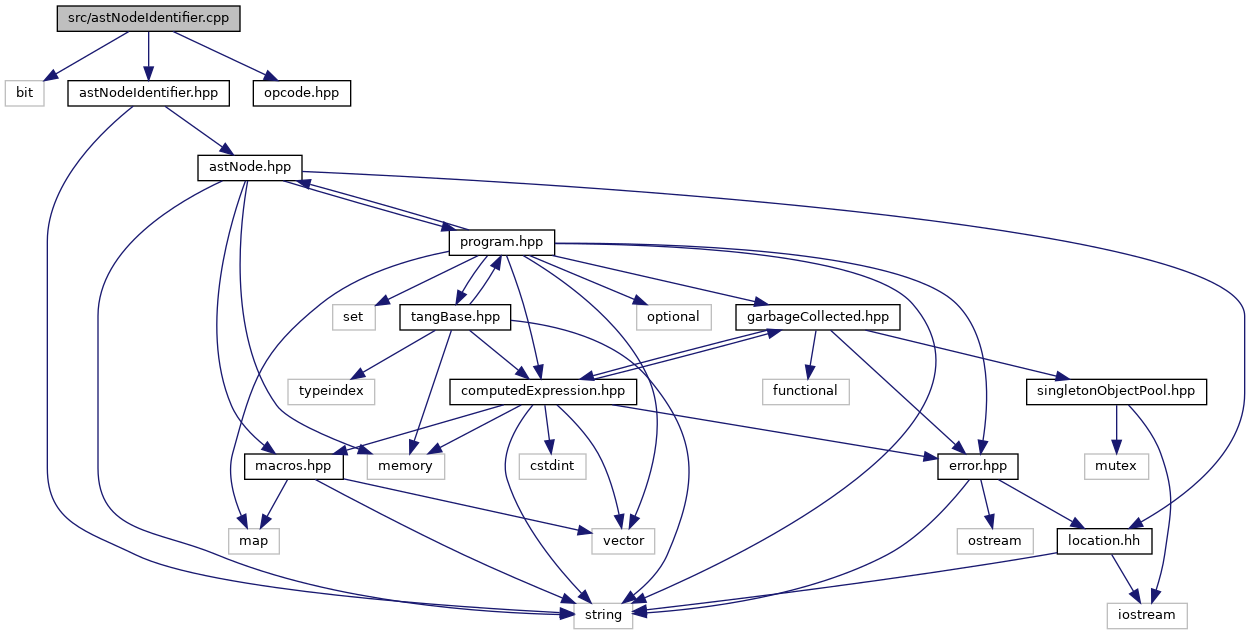 src/astNodeIdentifier.cpp
bit
astNodeIdentifier.hpp
opcode.hpp
astNode.hpp
program.hpp
set
tangBase.hpp
optional
garbageCollected.hpp
typeindex
computedExpression.hpp
functional
singletonObjectPool.hpp
macros.hpp
memory
cstdint
error.hpp
mutex
map
vector
ostream
location.hh
string
iostream